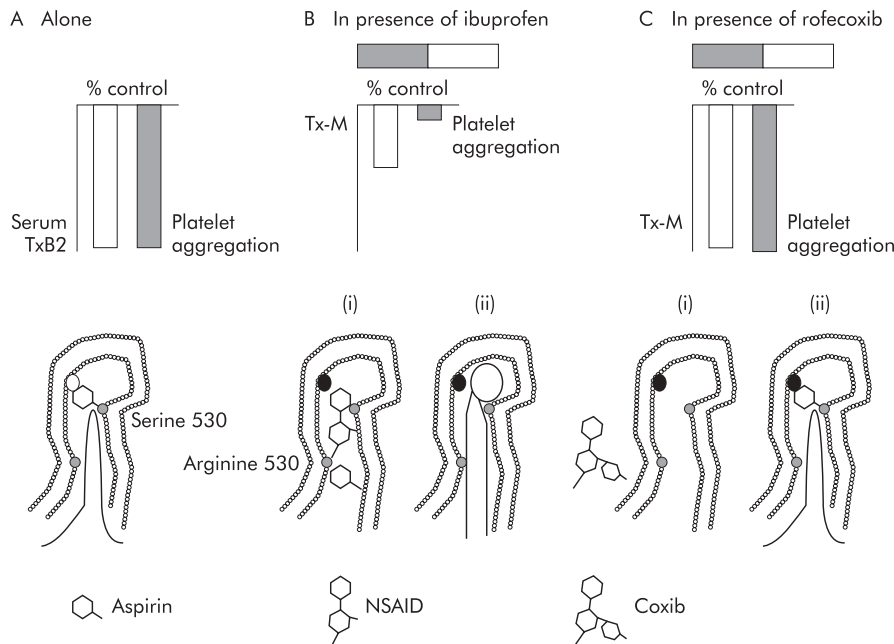 A Alone
B In presence of ibuprofen
C In presence of rofecoxib
% control
Serum
TxB2
Platelet
aggregation
% control
Tx-M
Platelet
aggregation
% control
Tx-M
Platelet
aggregation
(i)
(ii)
(i)
(ii)
Serine 530
Arginine 530
Aspirin
NSAID
Coxib